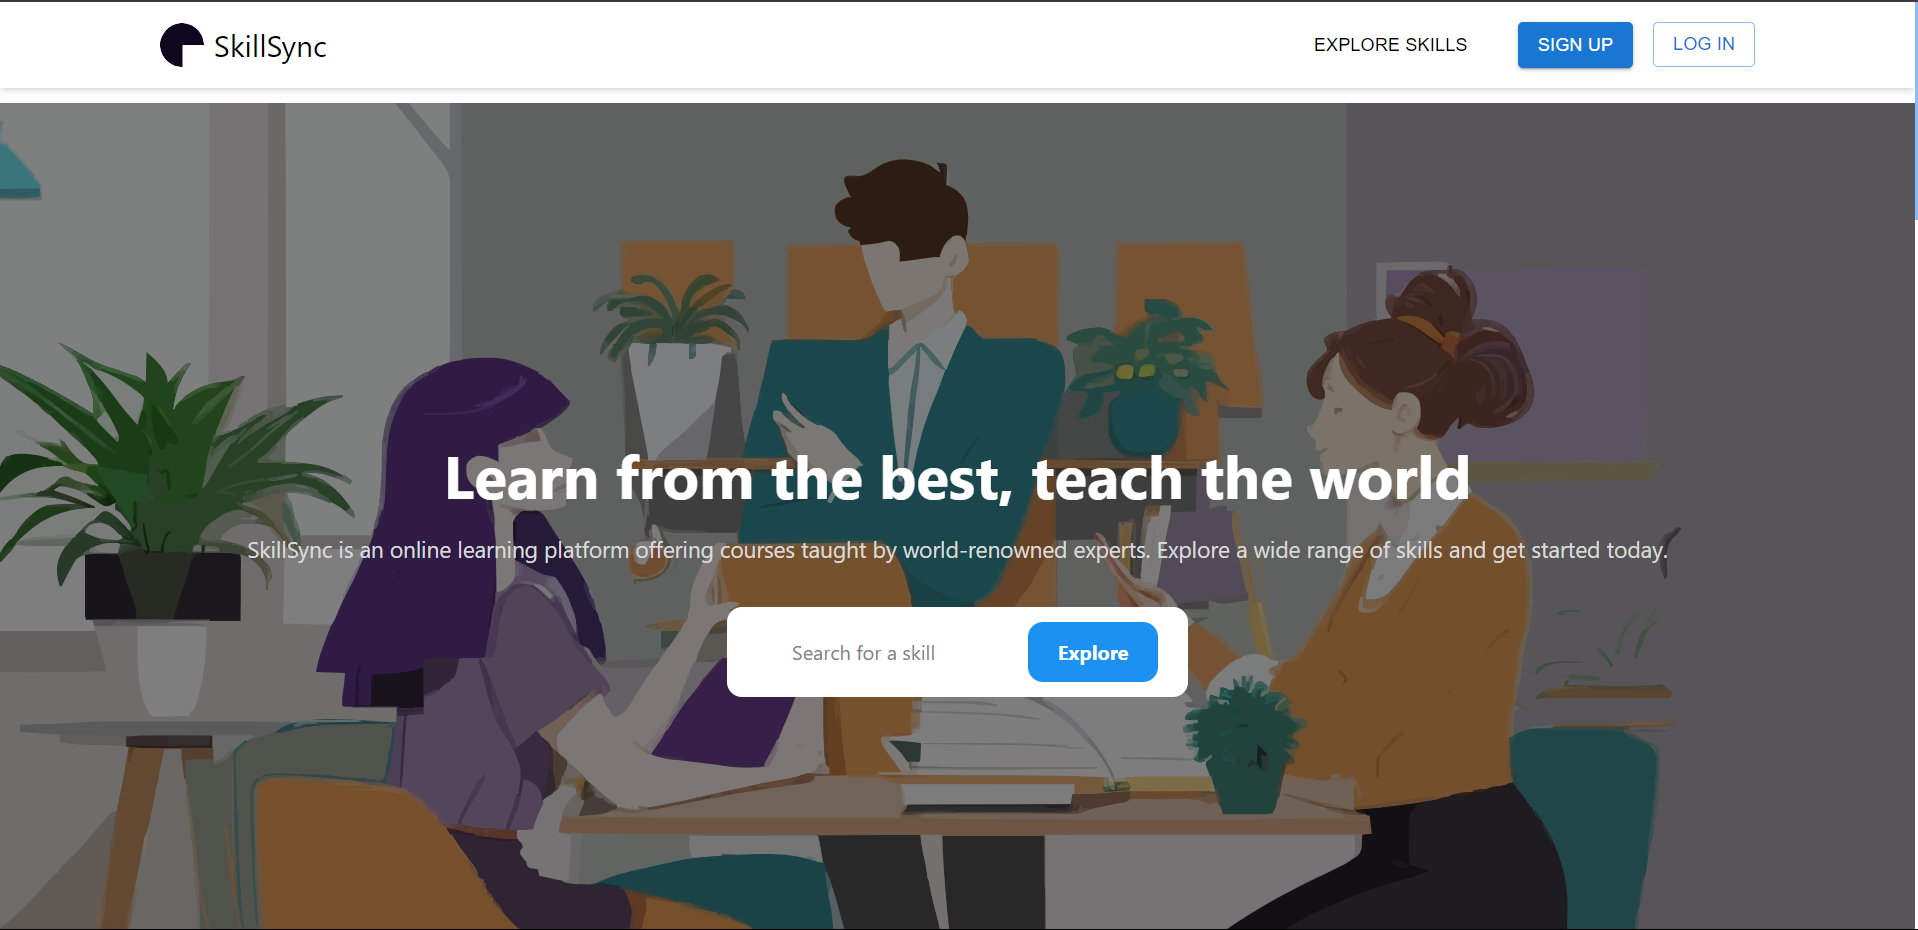 SkillSync
EXPLORE SKILLS
SIGN UP
LOG IN
Learn from the best, teach the world
SkillSync is an online learning platform offering courses taught by world-renowned experts. Explore a wide range of skills and get started today.
Search for a skill
Explore